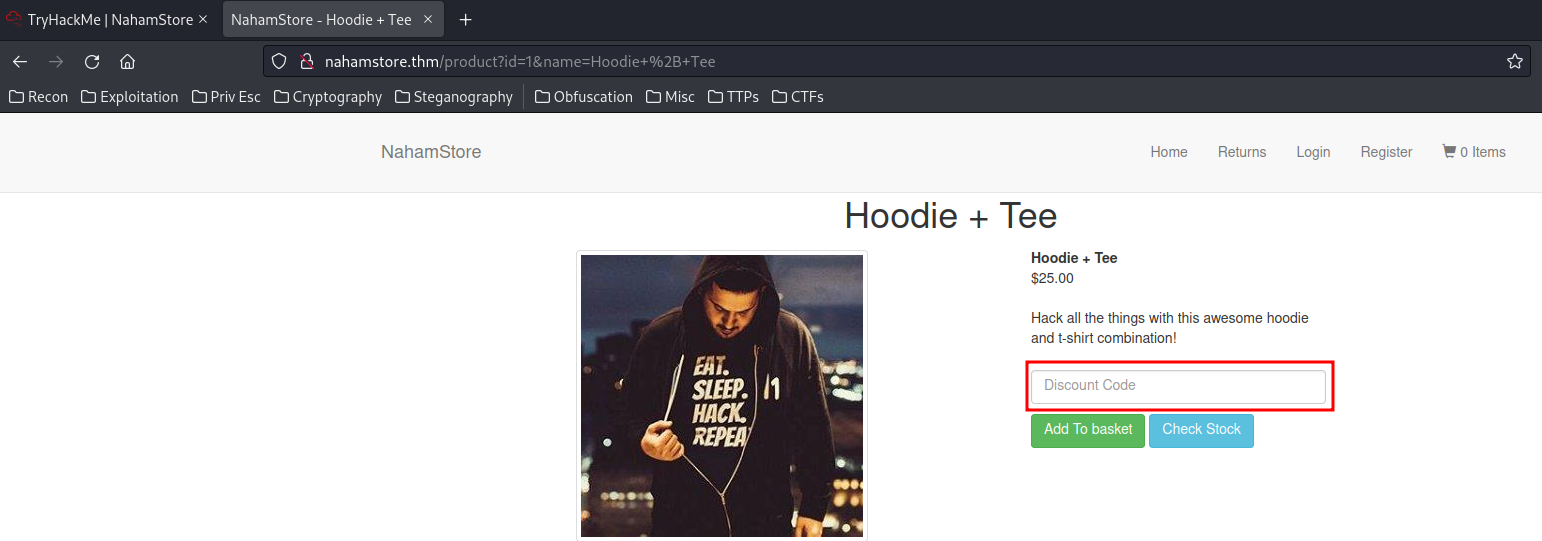 TryHackMe | NahamStore
NahamStore - Hoodie + Tee
nahamstore.thm/product?id=1&name=Hoodie+%2B+Tee
Recon Exploitation Priv Esc Cryptography Steganography Obfuscation Misc TTPs CTFs
NahamStore Home Returns Login Register 0 Items
Hoodie + Tee
Hoodie + Tee
$25.00
Hack all the things with this awesome hoodie
and t-shirt combination!
Discount Code
Add To basket Check Stock
EAT.
SLEEP.
HACK.
REPEA